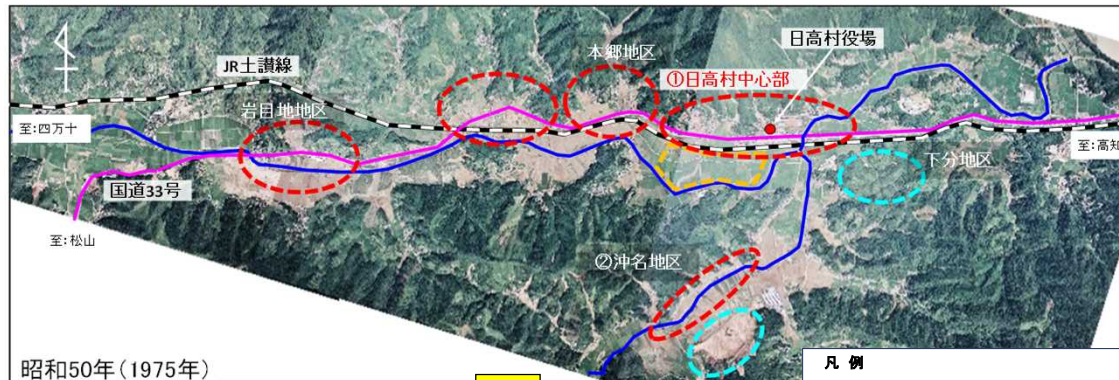 本郷地区
日高村役場
JR土讃線
①日高村中心部
岩目地地区
至:四万十
至:高知
下分地区
国道33号
至:松山
②沖名地区
昭和50年(1975年)
凡 例